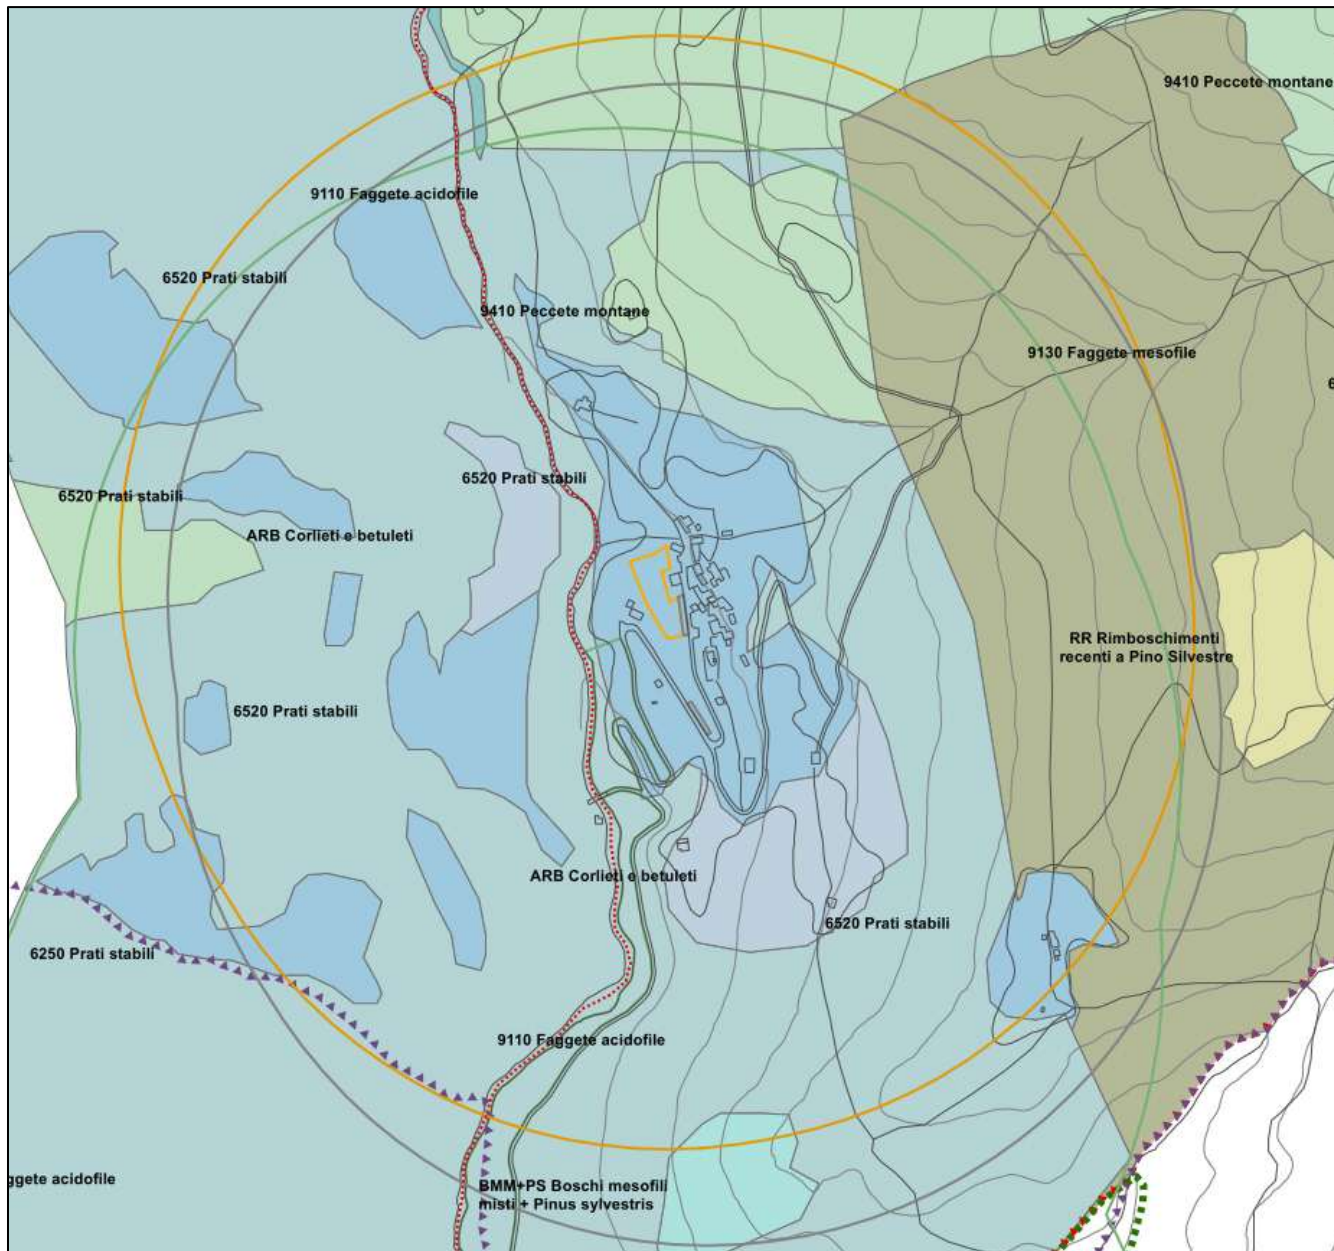 9410 Peccete montane
9110 Faggete acidofile
6520 Prati stabili
9410 Peccete montane
9130 Faggete mesofile
6
6520 Prati stabili
6520 Prati stabili
ARB Corlieti e betuleti
RR Rimboschimenti
recenti a Pino Silvestre
6520 Prati stabili
ARB Corlieti e betuleti
6520 Prati stabili
6250 Prati stabili
9110 Faggete acidofile
ggete acidofile
BMM+PS Boschi mesofili
misti + Pinus sylvestris